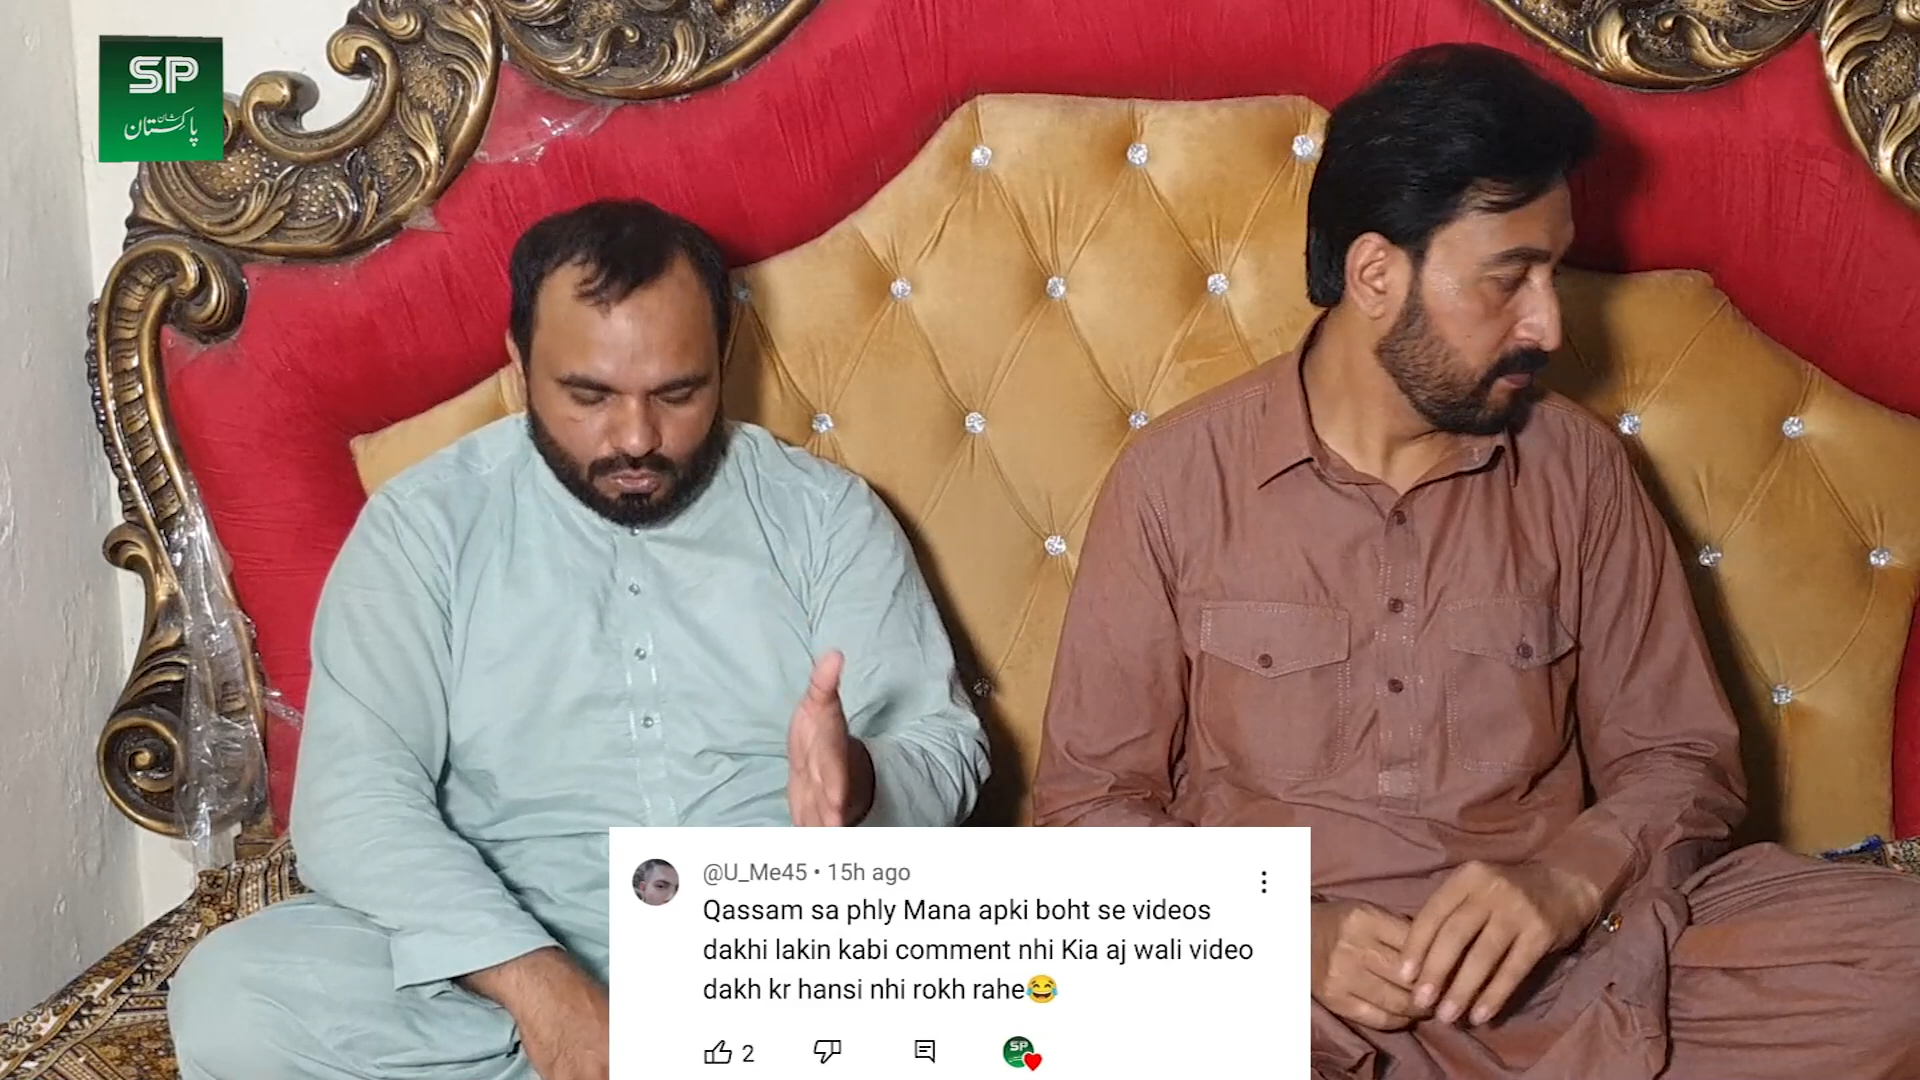 SP
شان
پاکستان
@U_Me45 • 15h ago
Qassam sa phly Mana apki boht se videos
dakhi lakin kabi comment nhi Kia aj wali video
dakh kr hansi nhi rokh rahe😂
2
SP